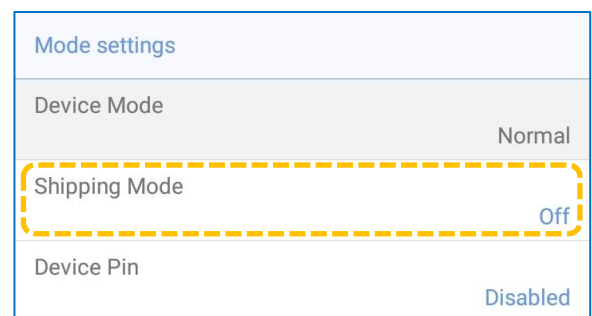 Mode settings
Device Mode
Normal
Shipping Mode
Off
Device Pin
Disabled